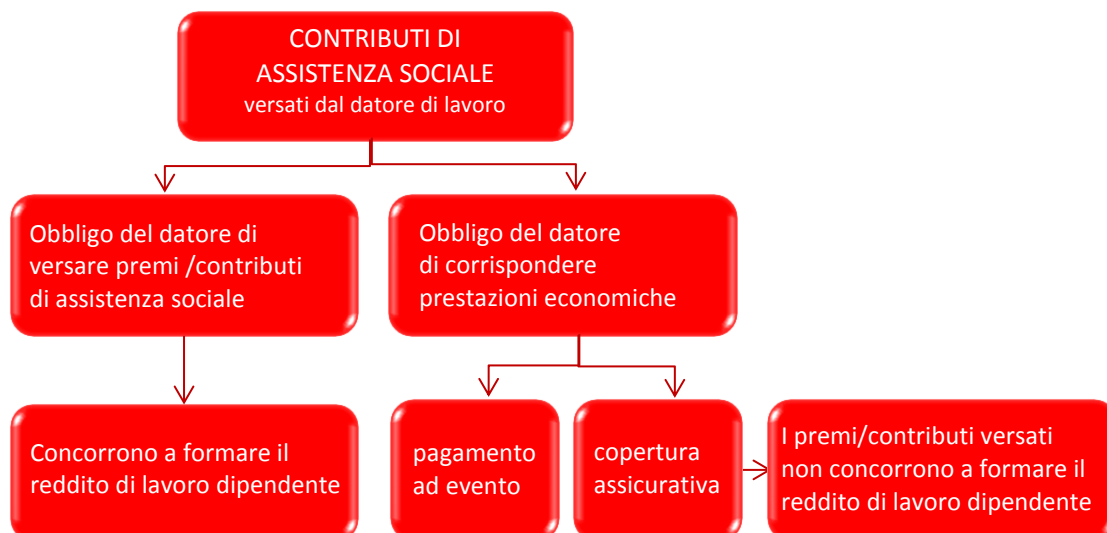 CONTRIBUTI DI
ASSISTENZA SOCIALE
versati dal datore di lavoro
Obbligo del datore di
versare premi /contributi
di assistenza sociale
Obbligo del datore
di corrispondere
prestazioni economiche
Concorrono a formare il
reddito di lavoro dipendente
pagamento
ad evento
copertura
assicurativa
I premi/contributi versati
non concorrono a formare il
reddito di lavoro dipendente